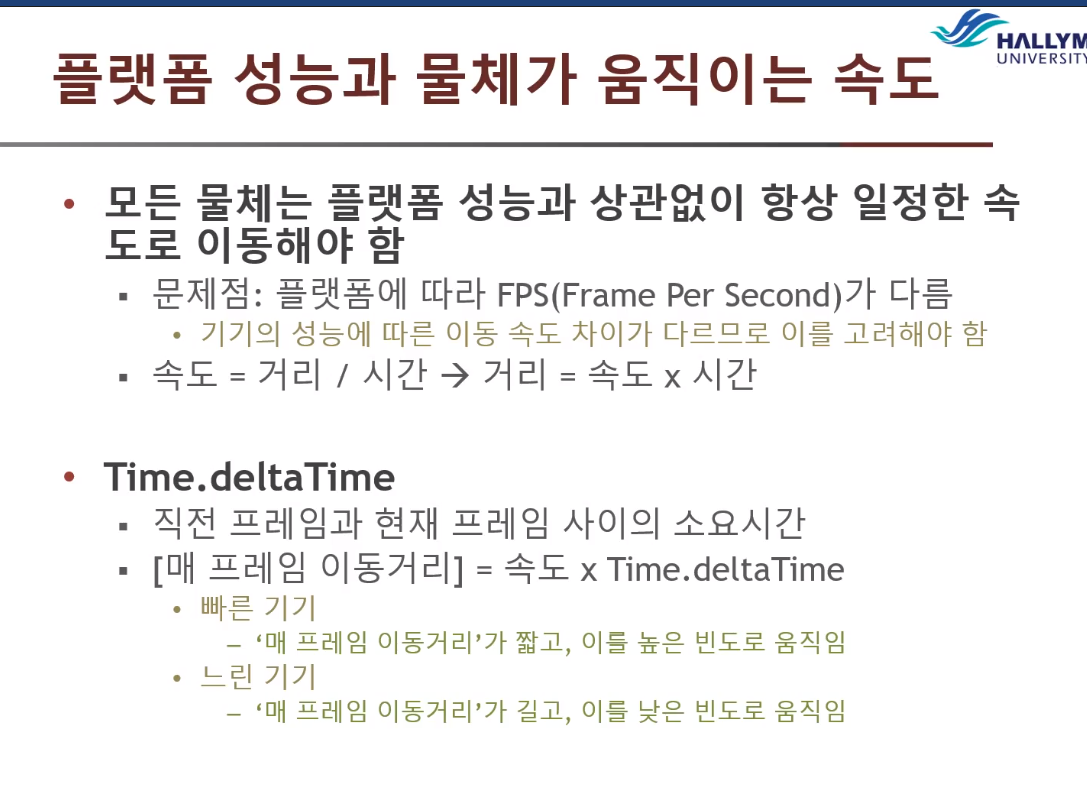 HALLYM
UNIVERSITY
플랫폼 성능과 물체가 움직이는 속도
• 모든 물체는 플랫폼 성능과 상관없이 항상 일정한 속
도로 이동해야 함
▪ 문제점: 플랫폼에 따라 FPS(Frame Per Second)가 다름
• 기기의 성능에 따른 이동 속도 차이가 다르므로 이를 고려해야 함
▪ 속도 = 거리 / 시간 → 거리 = 속도 x 시간
• Time.deltaTime
▪ 직전 프레임과 현재 프레임 사이의 소요시간
▪ [매 프레임 이동거리] = 속도 x Time.deltaTime
• 빠른 기기
– ‘매 프레임 이동거리’가 짧고, 이를 높은 빈도로 움직임
• 느린 기기
– ‘매 프레임 이동거리’가 길고, 이를 낮은 빈도로 움직임